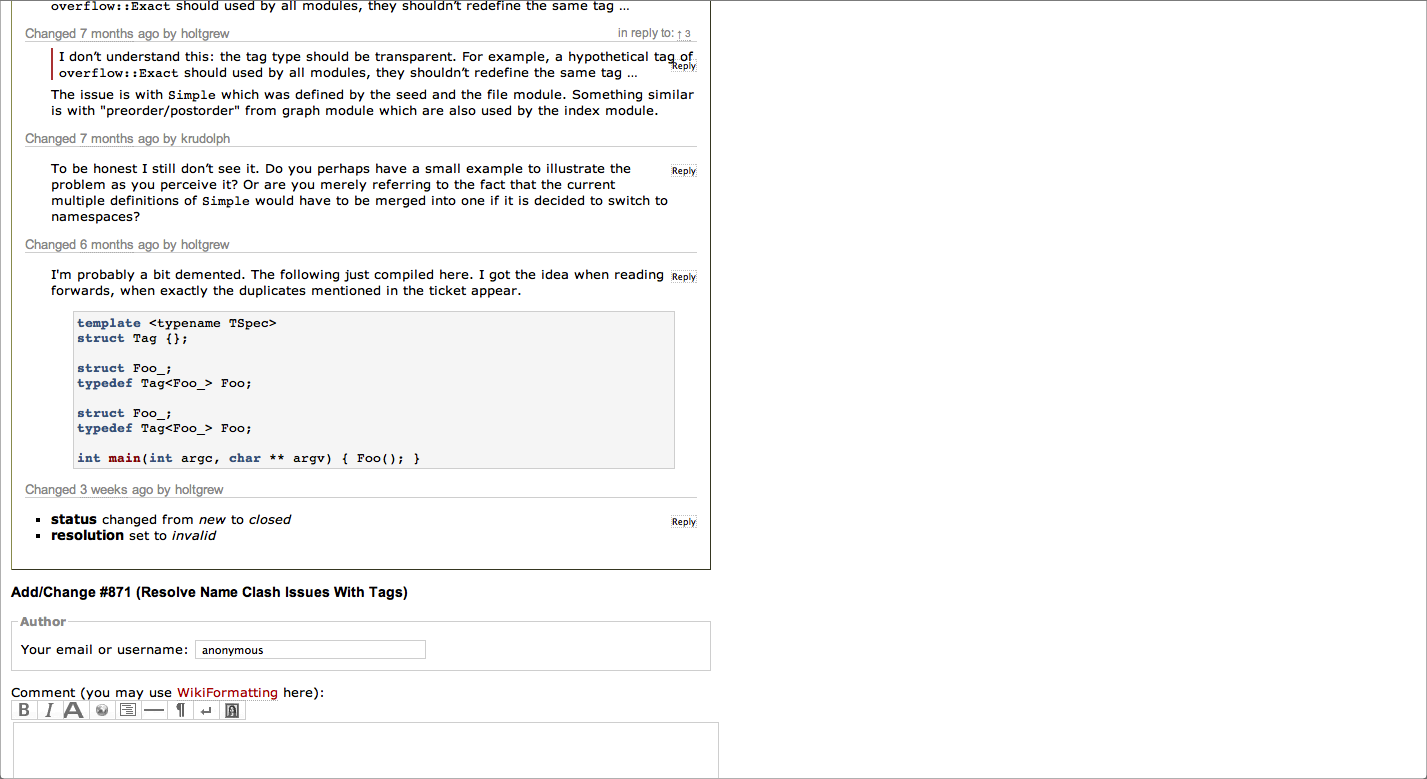 overflow::Exact should used by all modules, they shouldn’t redefine the same tag ...
Changed 7 months ago by holtgrew in reply to: ↑ 3
I don’t understand this: the tag type should be transparent. For example, a hypothetical tag of
Reply
overflow::Exact should used by all modules, they shouldn’t redefine the same tag ...
The issue is with Simple which was defined by the seed and the file module. Something similar
is with "preorder/postorder" from graph module which are also used by the index module.
Changed 7 months ago by krudolph
To be honest I still don’t see it. Do you perhaps have a small example to illustrate the
Reply
problem as you perceive it? Or are you merely referring to the fact that the current
multiple definitions of Simple would have to be merged into one if it is decided to switch to
namespaces?
Changed 6 months ago by holtgrew
I'm probably a bit demented. The following just compiled here. I got the idea when reading
Reply
forwards, when exactly the duplicates mentioned in the ticket appear.
template <typename TSpec>
struct Tag {};
struct Foo_;
typedef Tag<Foo_> Foo;
struct Foo_;
typedef Tag<Foo_> Foo;
int main(int argc, char ** argv) { Foo(); }
Changed 3 weeks ago by holtgrew
status changed from new to closed
Reply
resolution set to invalid
Add/Change #871 (Resolve Name Clash Issues With Tags)
Author
Your email or username: anonymous
Comment (you may use WikiFormatting here):
B I A ¶ ↵